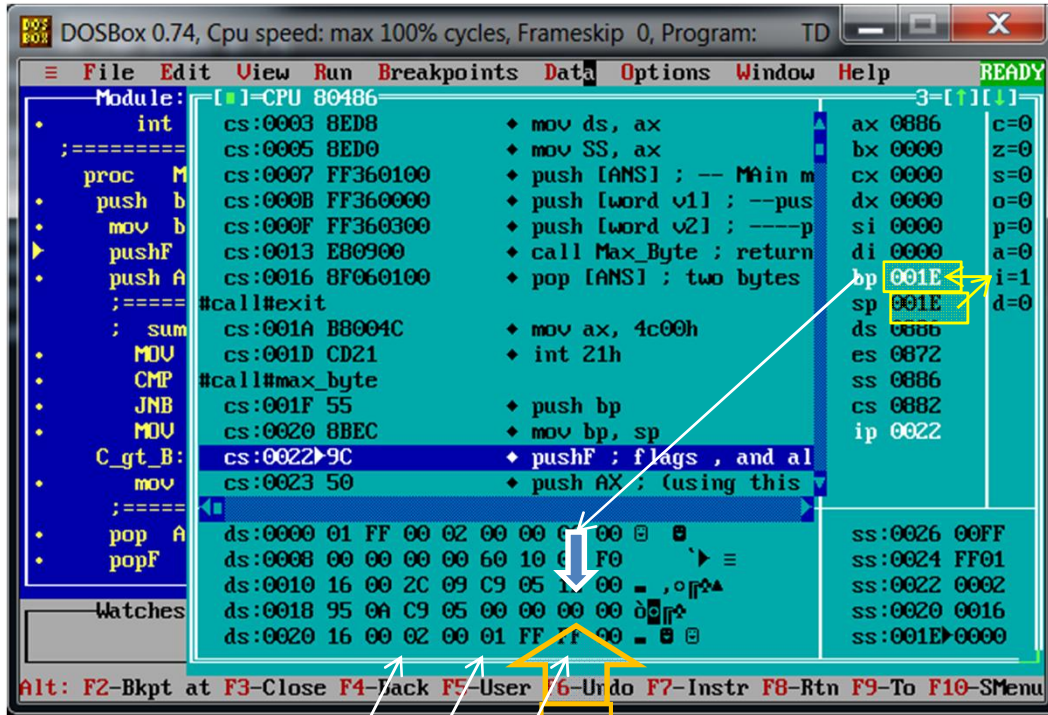 DOSBox 0.74, Cpu speed: max 100% cycles, Frameskip 0, Program: TD
≡ File Edit View Run Breakpoints Data Options Window Help READY
Module: [■]=CPU 80486 3=[↑][↓]
int cs:0003 8ED8 ♦ mov ds, ax ax 0886 c=0
;========= cs:0005 8ED0 ♦ mov SS, ax bx 0000 z=0
proc M cs:0007 FF360100 ♦ push [ANS] ; -- MAin m cx 0000 s=0
push b cs:000B FF360000 ♦ push [word v1] ; --pus dx 0000 o=0
mov b cs:000F FF360300 ♦ push [word v2] ; ----p si 0000 p=0
pushF cs:0013 E80900 ♦ call Max_Byte ; return di 0000 a=0
push A cs:0016 8F060100 ♦ pop [ANS] ; two bytes bp 001E i=1
;===== #call#exit sp 001E d=0
; sum cs:001A B8004C ♦ mov ax, 4c00h ds 0886
MOV cs:001D CD21 ♦ int 21h es 0872
CMP #call#max_byte ss 0886
JNB cs:001F 55 ♦ push bp cs 0882
MOV cs:0020 8BEC ♦ mov bp, sp ip 0022
C_gt_B: cs:0022►9C ♦ pushF ; flags , and al
mov cs:0023 50 ♦ push AX ; (using this
;=====
pop A ds:0000 01 FF 00 02 00 00 00 ss:0026 00FF
popF ds:0008 00 00 00 00 60 10 F0 ss:0024 FF01
ds:0010 16 00 2C 09 C9 05 00 ss:0022 0002
Watches ds:0018 95 0A C9 05 00 00 00 00 ss:0020 0016
ds:0020 16 00 02 00 01 FF FF 00 ss:001E►0000
Alt: F2-Bkpt at F3-Close F4-Back F5-User F6-Undo F7-Instr F8-Rtn F9-To F10-SMenu